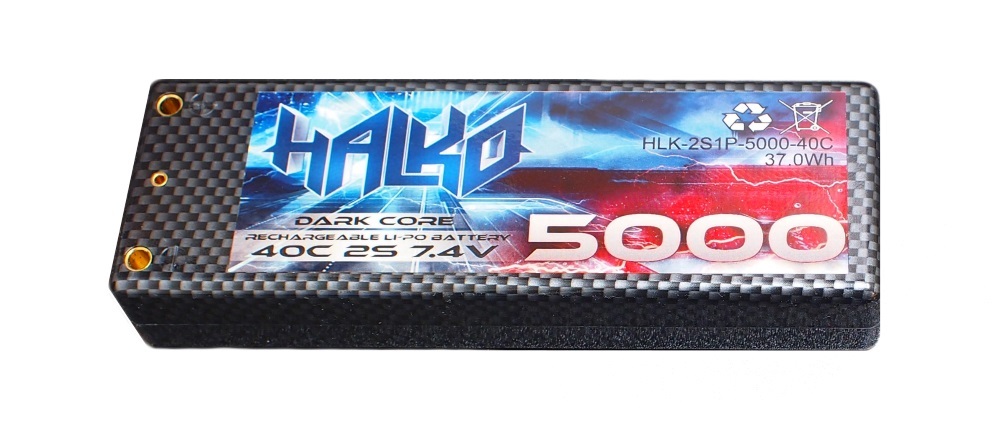 HALKO
HLK-2S1P-5000-40C
37.0Wh
DARK CORE
RECHARGEABLE LI-PO BATTERY
40C 2S 7.4V
5000